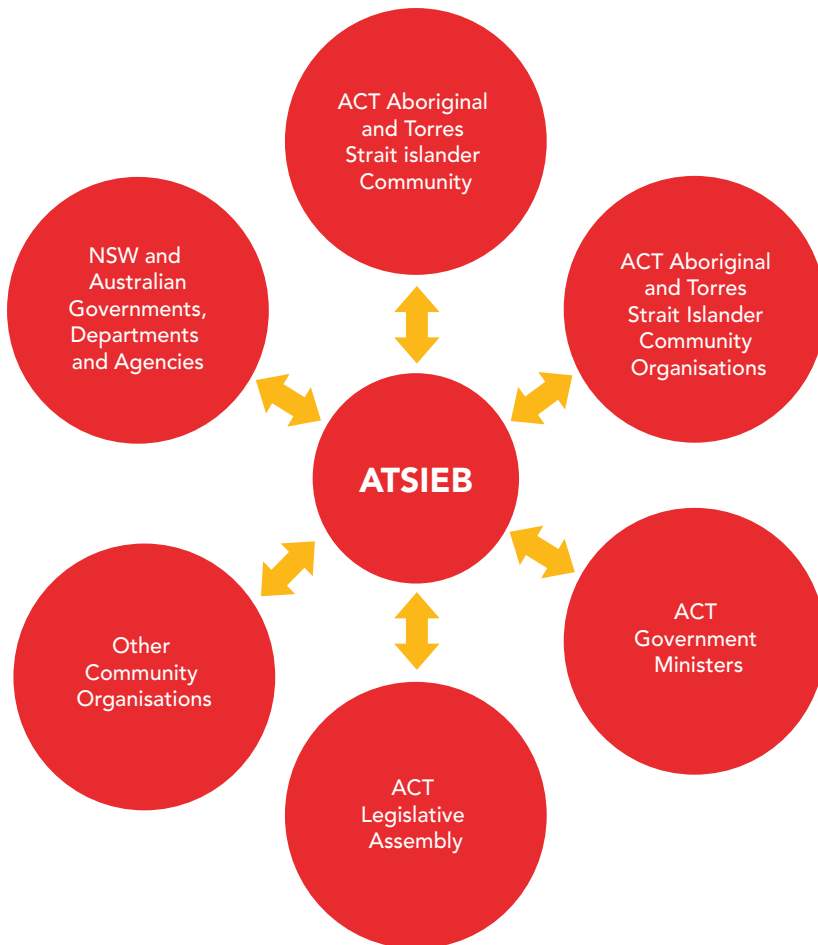 ACT Aboriginal
and Torres
Strait islander
Community
NSW and
Australian
Governments,
Departments
and Agencies
ACT Aboriginal
and Torres
Strait Islander
Community
Organisations
ATSIEB
Other
Community
Organisations
ACT
Government
Ministers
ACT
Legislative
Assembly